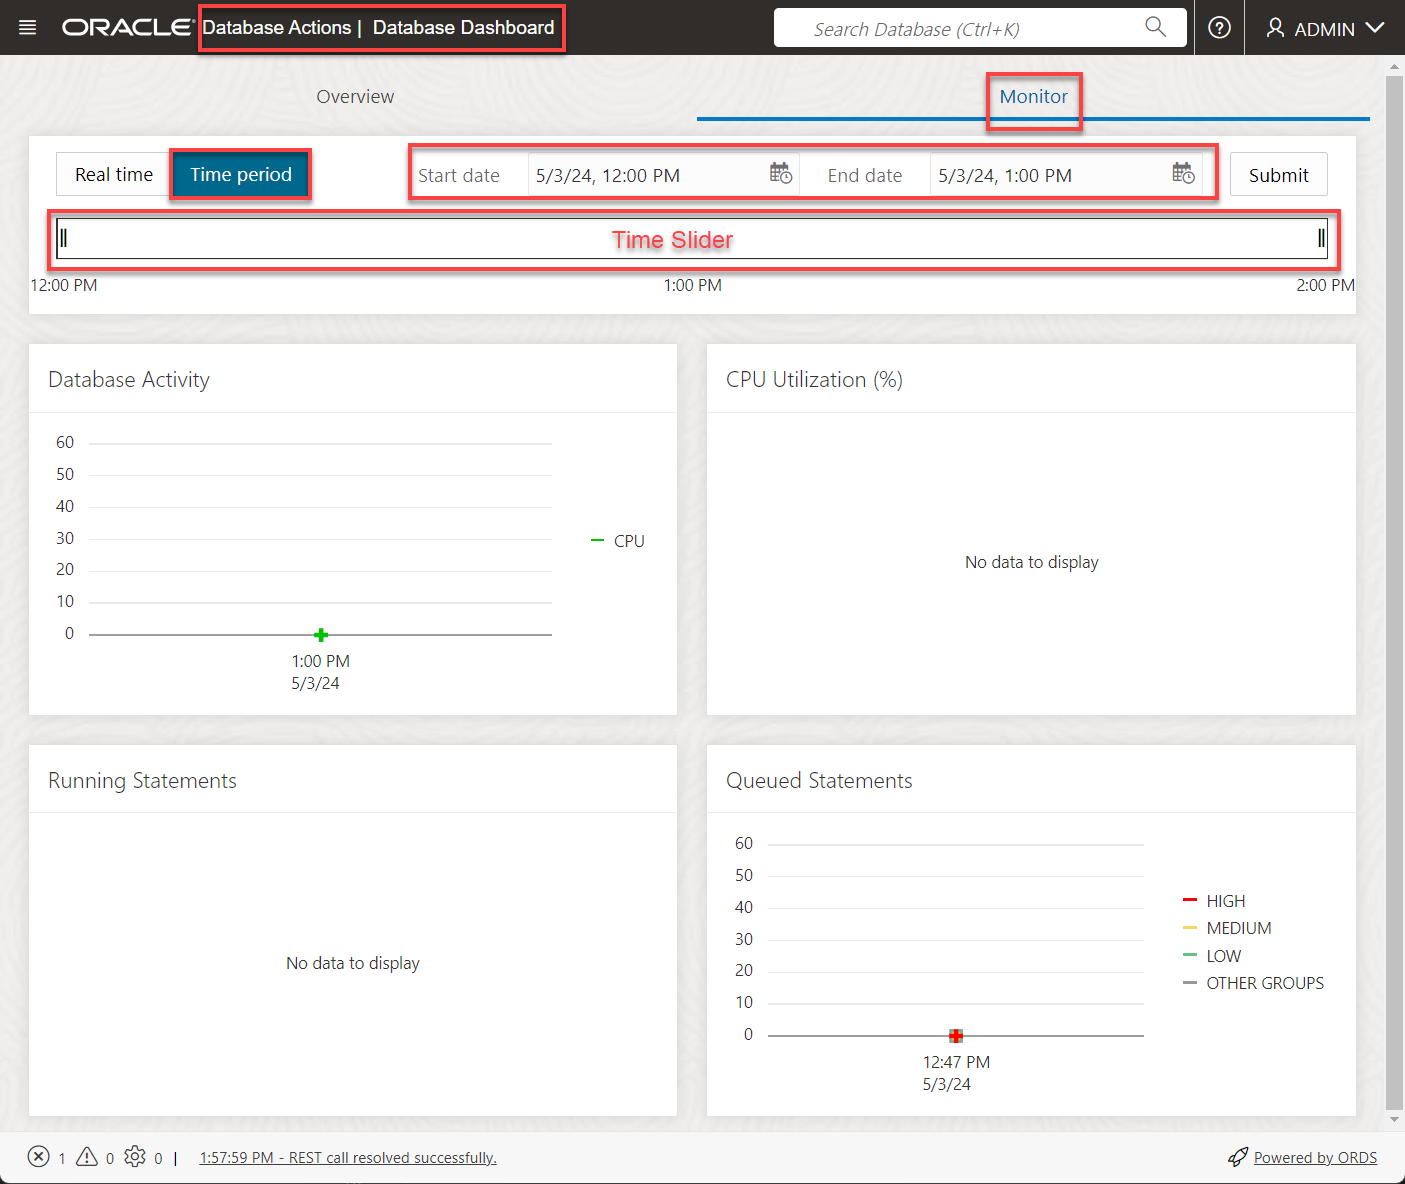 ORACLE Database Actions | Database Dashboard Search Database (Ctrl+K) ADMIN
Overview Monitor
Real time Time period Start date 5/3/24, 12:00 PM End date 5/3/24, 1:00 PM Submit
Time Slider
12:00 PM 1:00 PM 2:00 PM
Database Activity
60
50
40
30
20
10
0
CPU
1:00 PM
5/3/24
CPU Utilization (%)
No data to display
Running Statements
No data to display
Queued Statements
60
50
40
30
20
10
0
HIGH
MEDIUM
LOW
OTHER GROUPS
12:47 PM
5/3/24
1 0 0 | 1:57:59 PM - REST call resolved successfully. Powered by ORDS